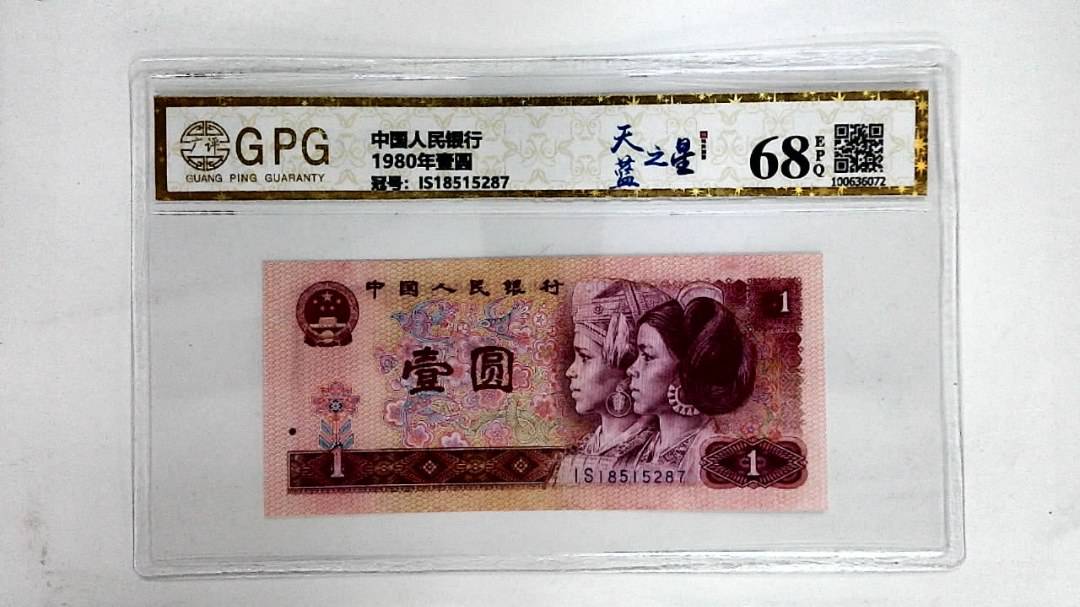 广评
GPG
GUANG PING GUARANTY
中国人民银行
1980年壹圆
冠号：IS18515287
天蓝之星
68
EPQ
100636072
中国人民银行
1
壹圆
1
IS18515287
1